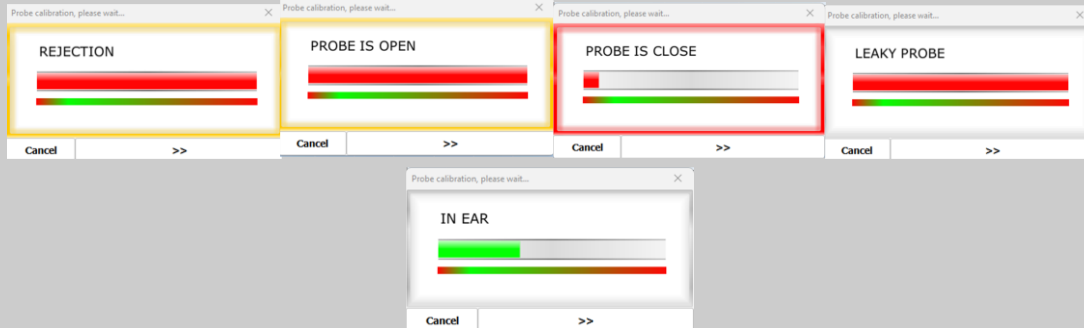 Probe calibration, please wait...
REJECTION
Cancel >>
Probe calibration, please wait...
PROBE IS OPEN
Cancel >>
Probe calibration, please wait...
PROBE IS CLOSE
Cancel >>
Probe calibration, please wait...
LEAKY PROBE
Cancel >>
Probe calibration, please wait...
IN EAR
Cancel >>